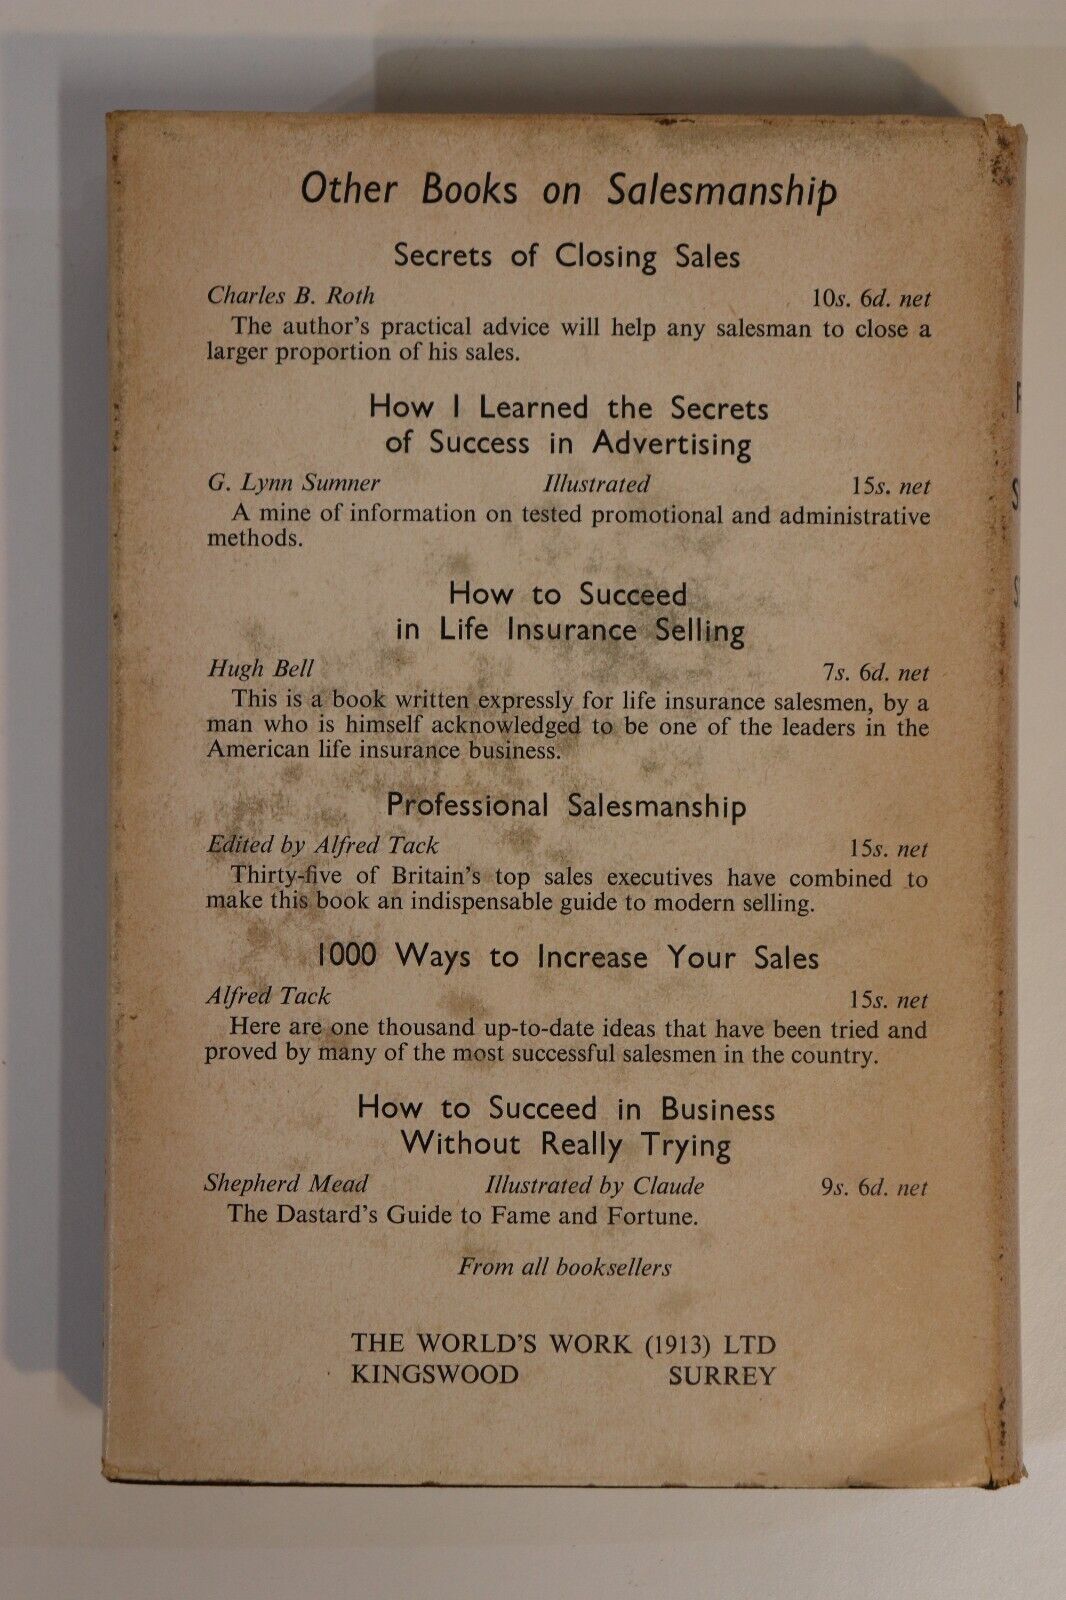 Other Books on Salesmanship
Secrets of Closing Sales
Charles B. Roth 10s. 6d. net
The author's practical advice will help any salesman to close a
larger proportion of his sales.
How I Learned the Secrets
of Success in Advertising
G. Lynn Sumner Illustrated 15s. net
A mine of information on tested promotional and administrative
methods.
How to Succeed
in Life Insurance Selling
Hugh Bell 7s. 6d. net
This is a book written expressly for life insurance salesmen, by a
man who is himself acknowledged to be one of the leaders in the
American life insurance business.
Professional Salesmanship
Edited by Alfred Tack 15s. net
Thirty-five of Britain's top sales executives have combined to
make this book an indispensable guide to modern selling.
1000 Ways to Increase Your Sales
Alfred Tack 15s. net
Here are one thousand up-to-date ideas that have been tried and
proved by many of the most successful salesmen in the country.
How to Succeed in Business
Without Really Trying
Shepherd Mead Illustrated by Claude 9s. 6d. net
The Dastard's Guide to Fame and Fortune.
From all booksellers
THE WORLD'S WORK (1913) LTD
KINGSWOOD SURREY